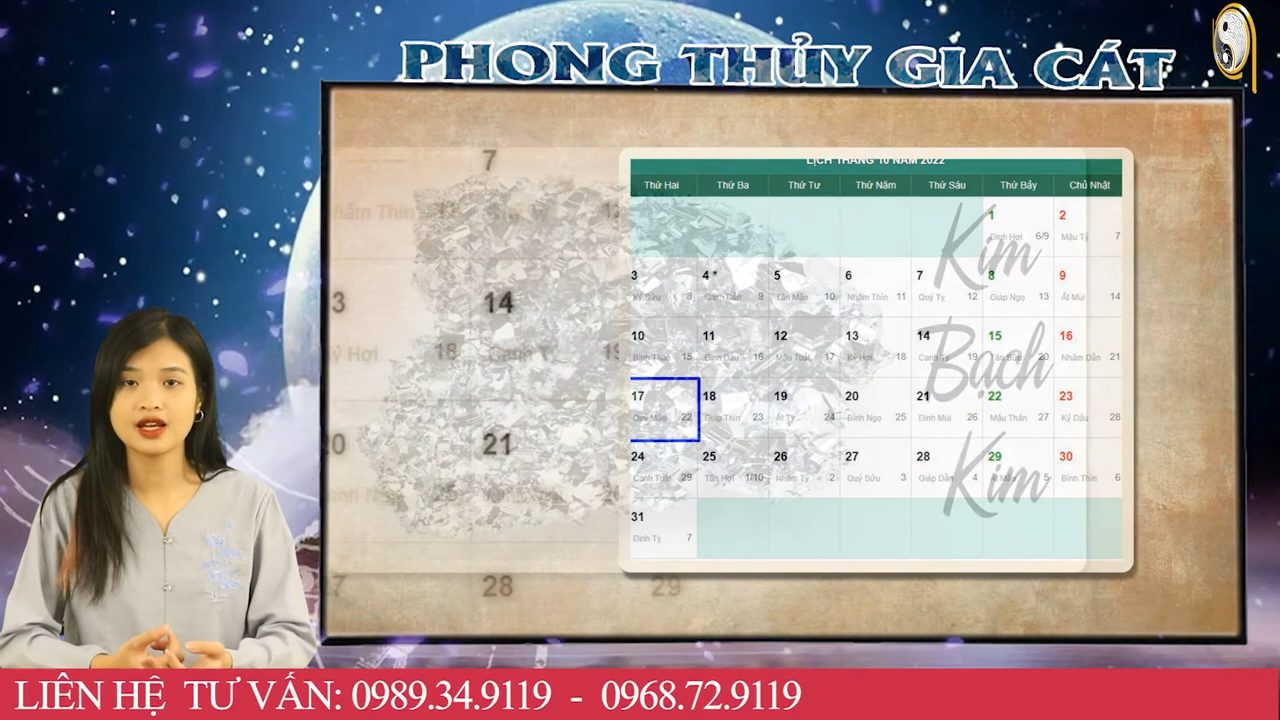 PHONG THỦY GIA CÁT
7
3
14
21
28
29
LỊCH THÁNG 10 NĂM 2022
Thứ Hai Thứ Ba Thứ Tư Thứ Năm Thứ Sáu Thứ Bảy Chủ Nhật
1 2
Đinh Hợi 6/9 Mậu Tý 7
3 4 * 5 6 7 8 9
Kỷ Sửu 8 Canh Dần 9 Tân Mão 10 Nhâm Thìn 11 Quý Tỵ 12 Giáp Ngọ 13 Ất Mùi 14
10 11 12 13 14 15 16
Bính Thân 15 Đinh Dậu 16 Mậu Tuất 17 Kỷ Hợi 18 Canh Tý 19 Tân Sửu 20 Nhâm Dần 21
17 18 19 20 21 22 23
Quý Mão 22 Giáp Thìn 23 Ất Tỵ 24 Bính Ngọ 25 Đinh Mùi 26 Mậu Thân 27 Kỷ Dậu 28
24 25 26 27 28 29 30
Canh Tuất 29 Tân Hợi 1/10 Nhâm Tý 2 Quý Sửu 3 Giáp Dần 4 Ất Mão 5 Bính Thìn 6
31
Đinh Tỵ 7
Kim
Bạch
Kim
LIÊN HỆ TƯ VẤN: 0989.34.9119 - 0968.72.9119